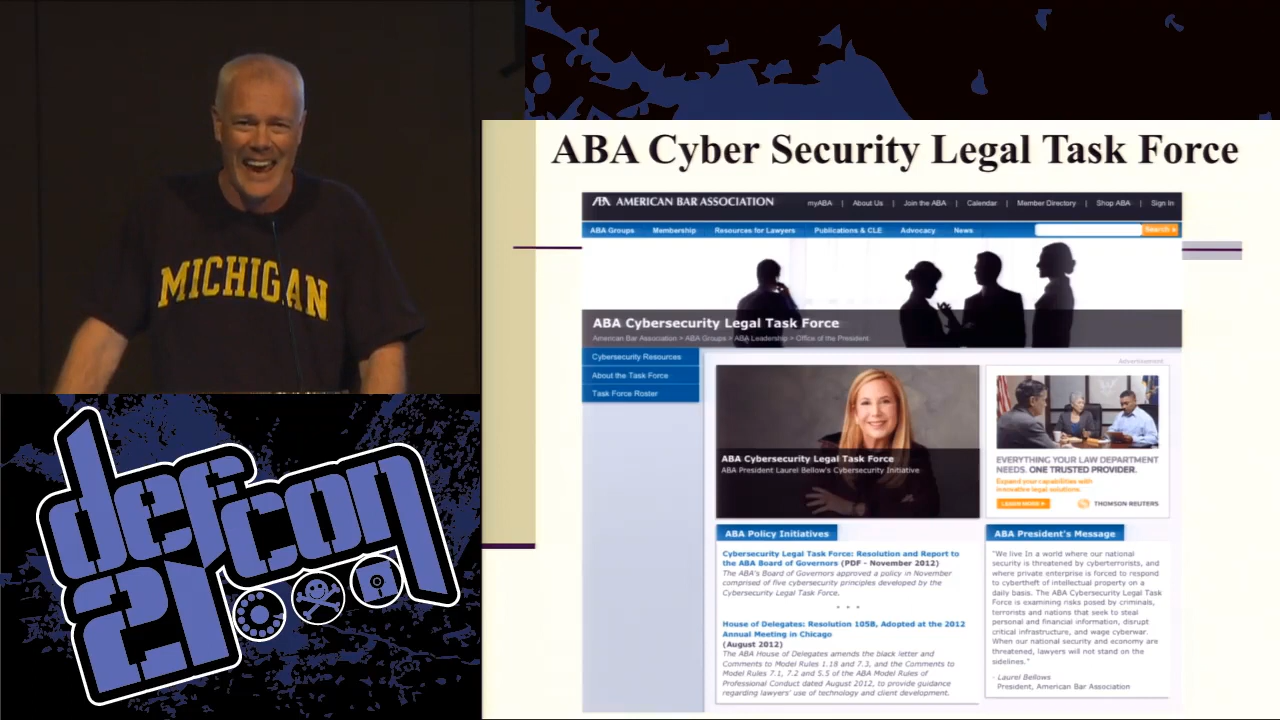 ABA Cyber Security Legal Task Force
ABA AMERICAN BAR ASSOCIATION
myABA | About Us | Join the ABA | Calendar | Member Directory | Shop ABA | Sign In
ABA Groups Membership Resources for Lawyers Publications & CLE Advocacy News
Search
MICHIGAN
ABA Cybersecurity Legal Task Force
American Bar Association > ABA Groups > ABA Leadership > Office of the President
Cybersecurity Resources
About the Task Force
Task Force Roster
Advertisement
ABA Cybersecurity Legal Task Force
ABA President Laurel Bellow's Cybersecurity Initiative
EVERYTHING YOUR LAW DEPARTMENT
NEEDS. ONE TRUSTED PROVIDER.
Expand your capabilities with
innovative legal solutions.
LEARN MORE
THOMSON REUTERS
ABA Policy Initiatives
Cybersecurity Legal Task Force: Resolution and Report to
the ABA Board of Governors (PDF - November 2012)
The ABA's Board of Governors approved a policy in November
comprised of five cybersecurity principles developed by the
Cybersecurity Legal Task Force.
* * *
House of Delegates: Resolution 105B, Adopted at the 2012
Annual Meeting in Chicago
(August 2012)
The ABA House of Delegates amends the black letter and
Comments to Model Rules 1.18 and 7.3, and the Comments to
Model Rules 7.1, 7.2 and 5.5 of the ABA Model Rules of
Professional Conduct dated August 2012, to provide guidance
regarding lawyers' use of technology and client development.
ABA President's Message
"We live in a world where our national
security is threatened by cyberterrorists, and
where private enterprise is forced to respond
to cybertheft of intellectual property on a
daily basis. The ABA Cybersecurity Legal Task
Force is examining risks posed by criminals,
terrorists and nations that seek to steal
personal and financial information, disrupt
critical infrastructure, and wage cyberwar.
When our national security and economy are
threatened, lawyers will not stand on the
sidelines."
- Laurel Bellows
President, American Bar Association
defcon